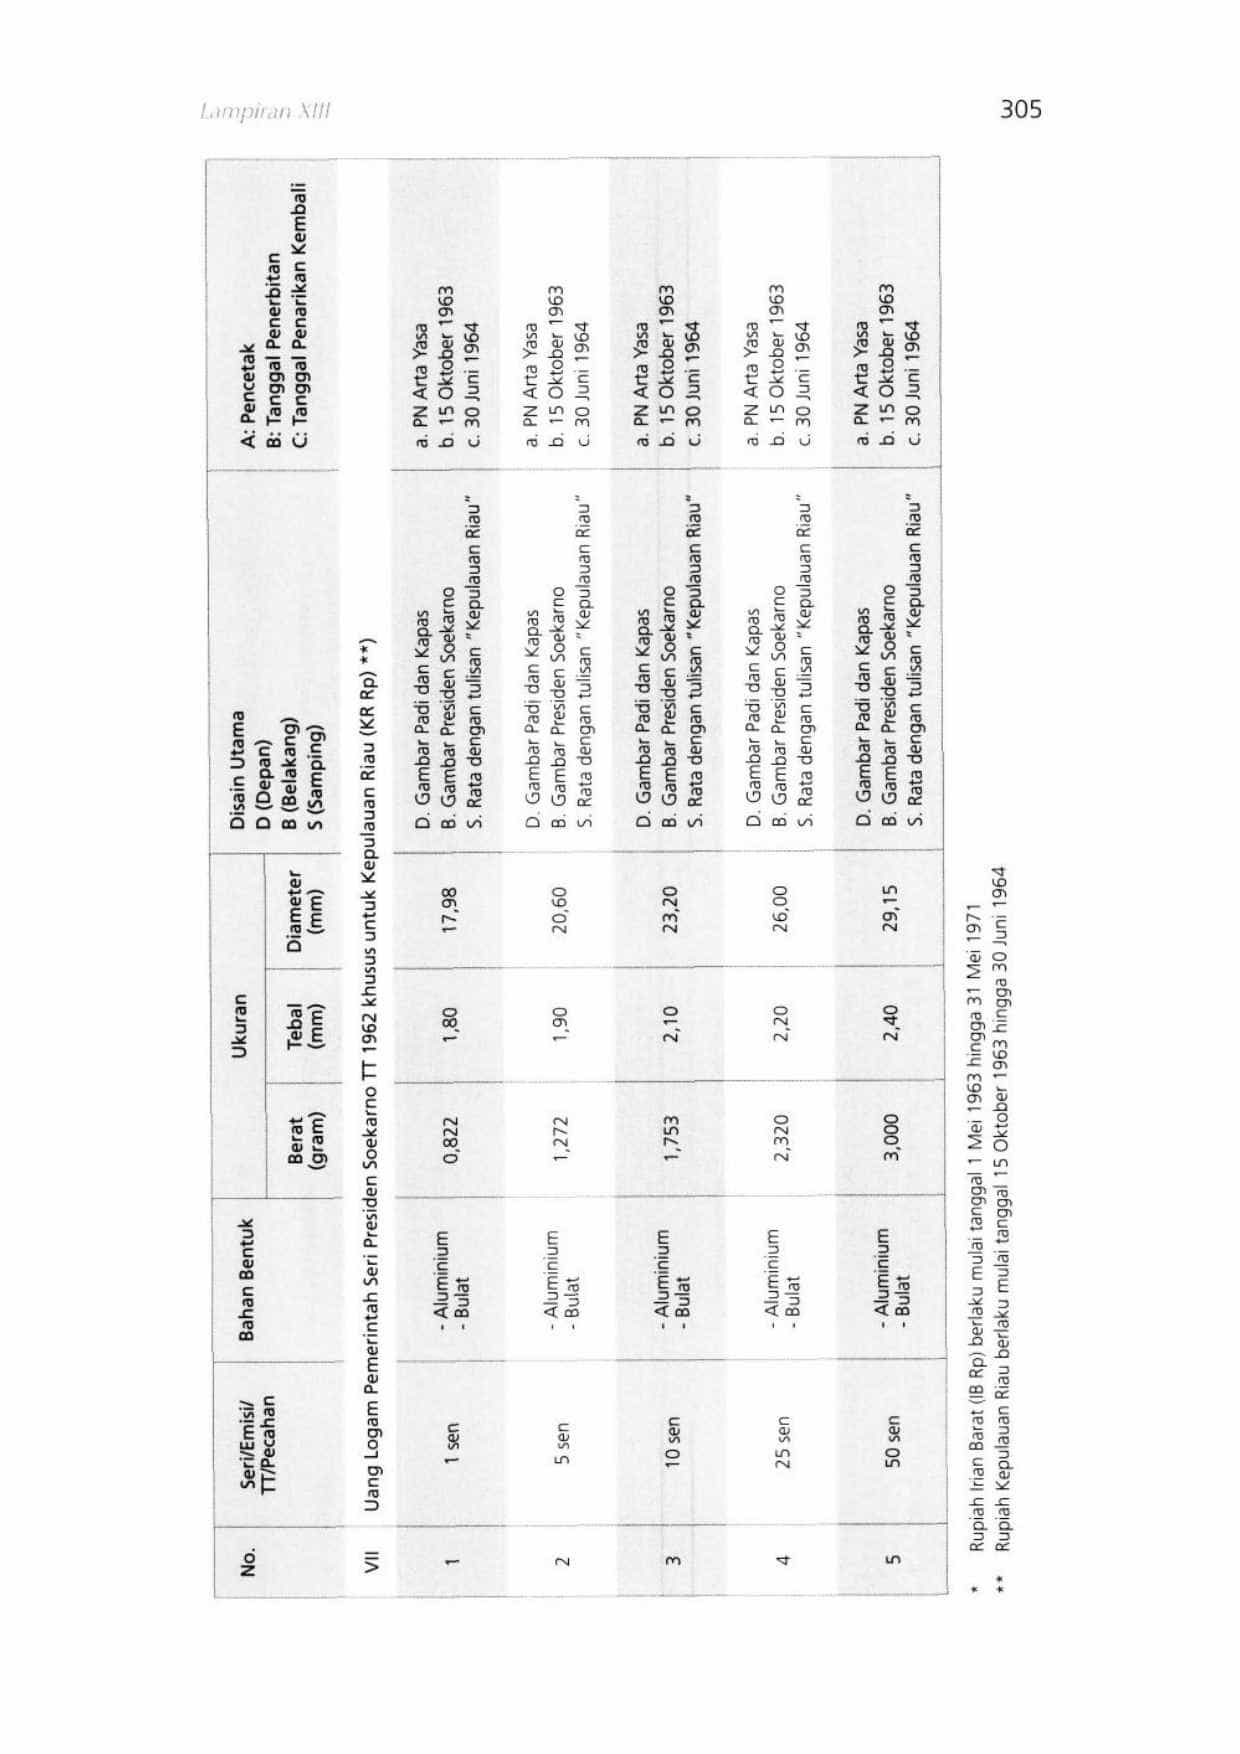 Lampiran XIII
305
No.
Seri/Emisi/
TT/Pecahan
Bahan Bentuk
Ukuran
Berat
(gram)
Tebal
(mm)
Diameter
(mm)
Disain Utama
D (Depan)
B (Belakang)
S (Samping)
A: Pencetak
B: Tanggal Penerbitan
C: Tanggal Penarikan Kembali
VII Uang Logam Pemerintah Seri Presiden Soekarno TT 1962 khusus untuk Kepulauan Riau (KR Rp) **)
1
1 sen
- Aluminium
- Bulat
0,822
1,80
17,98
D. Gambar Padi dan Kapas
B. Gambar Presiden Soekarno
S. Rata dengan tulisan "Kepulauan Riau"
a. PN Arta Yasa
b. 15 Oktober 1963
c. 30 Juni 1964
2
5 sen
- Aluminium
- Bulat
1,272
1,90
20,60
D. Gambar Padi dan Kapas
B. Gambar Presiden Soekarno
S. Rata dengan tulisan "Kepulauan Riau"
a. PN Arta Yasa
b. 15 Oktober 1963
c. 30 Juni 1964
3
10 sen
- Aluminium
- Bulat
1,753
2,10
23,20
D. Gambar Padi dan Kapas
B. Gambar Presiden Soekarno
S. Rata dengan tulisan "Kepulauan Riau"
a. PN Arta Yasa
b. 15 Oktober 1963
c. 30 Juni 1964
4
25 sen
- Aluminium
- Bulat
2,320
2,20
26,00
D. Gambar Padi dan Kapas
B. Gambar Presiden Soekarno
S. Rata dengan tulisan "Kepulauan Riau"
a. PN Arta Yasa
b. 15 Oktober 1963
c. 30 Juni 1964
5
50 sen
- Aluminium
- Bulat
3,000
2,40
29,15
D. Gambar Padi dan Kapas
B. Gambar Presiden Soekarno
S. Rata dengan tulisan "Kepulauan Riau"
a. PN Arta Yasa
b. 15 Oktober 1963
c. 30 Juni 1964
* Rupiah Irian Barat (IB Rp) berlaku mulai tanggal 1 Mei 1963 hingga 31 Mei 1971
** Rupiah Kepulauan Riau berlaku mulai tanggal 15 Oktober 1963 hingga 30 Juni 1964